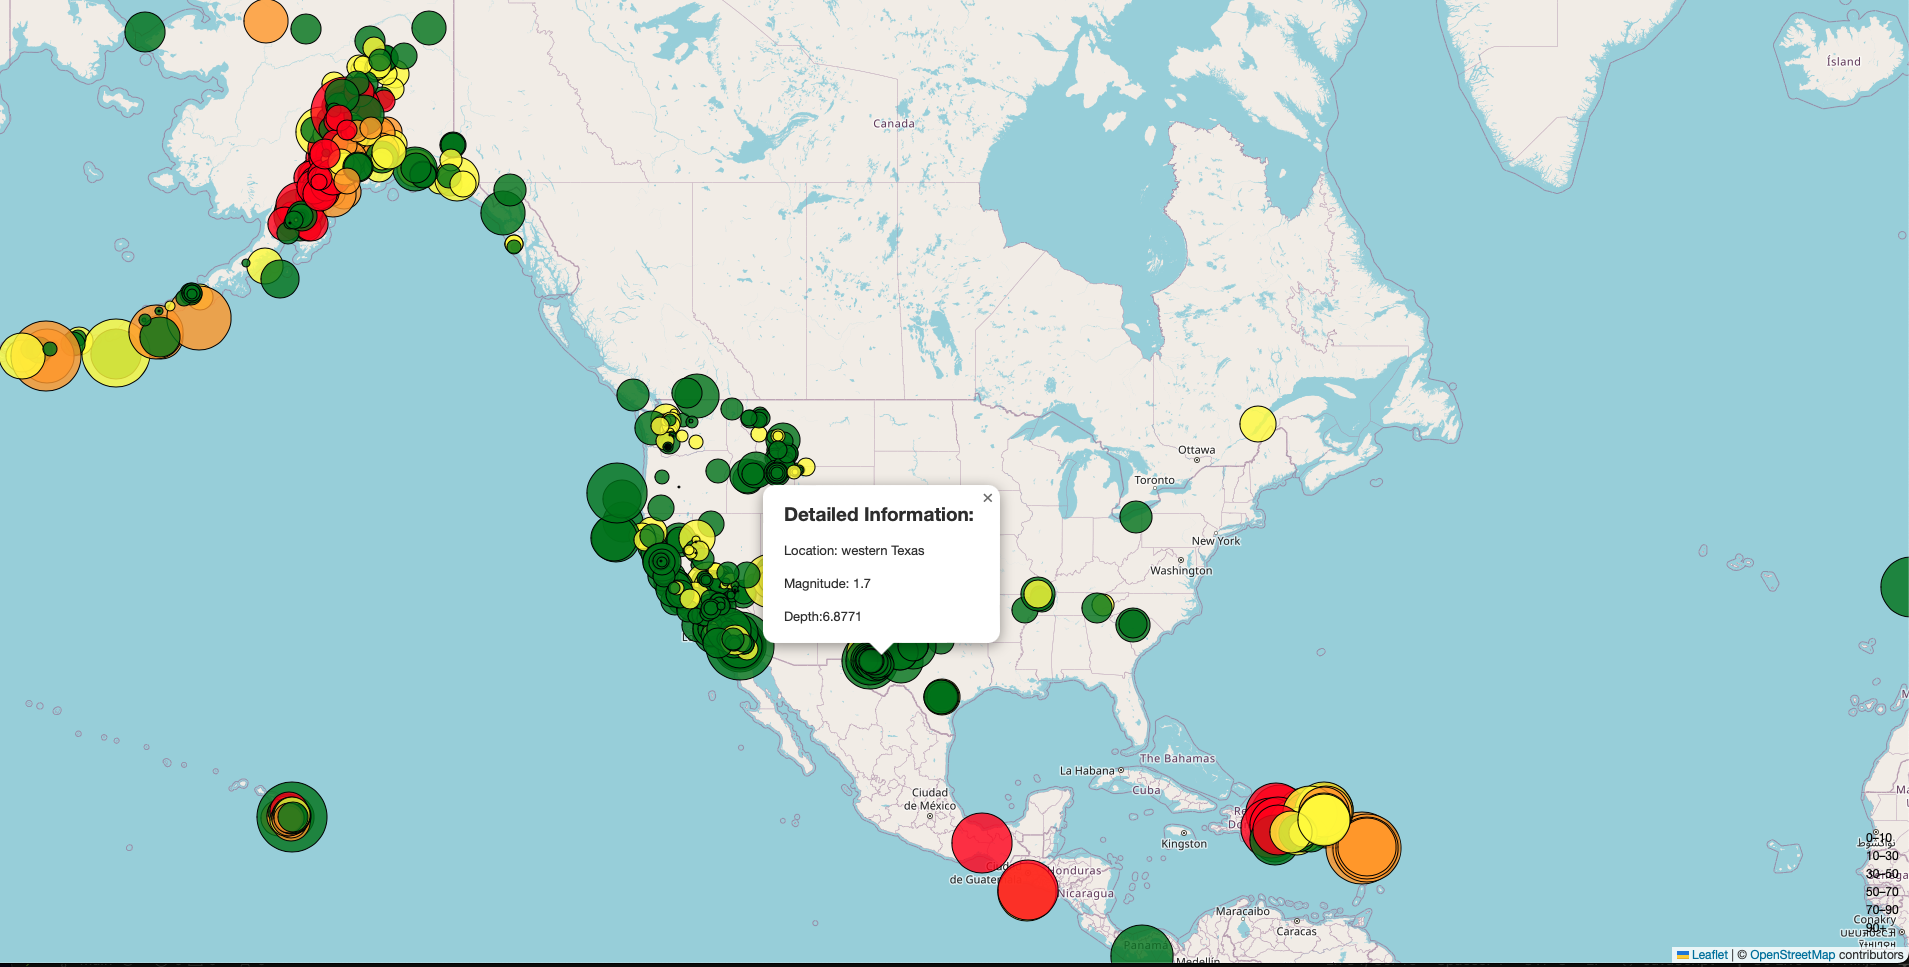 Ísland
Canada
Ottawa
Toronto
New York
Washington
Detailed Information:
×
Location: western Texas
Magnitude: 1.7
Depth:6.8771
The Bahamas
La Habana
Cuba
Ciudad
de México
Kingston
Honduras
Nicaragua
Maracaibo
Caracas
Panamá
Medellín
0–10
10–30
30–50
50–70
70–90
90+
Conakry
Leaflet | © OpenStreetMap contributors